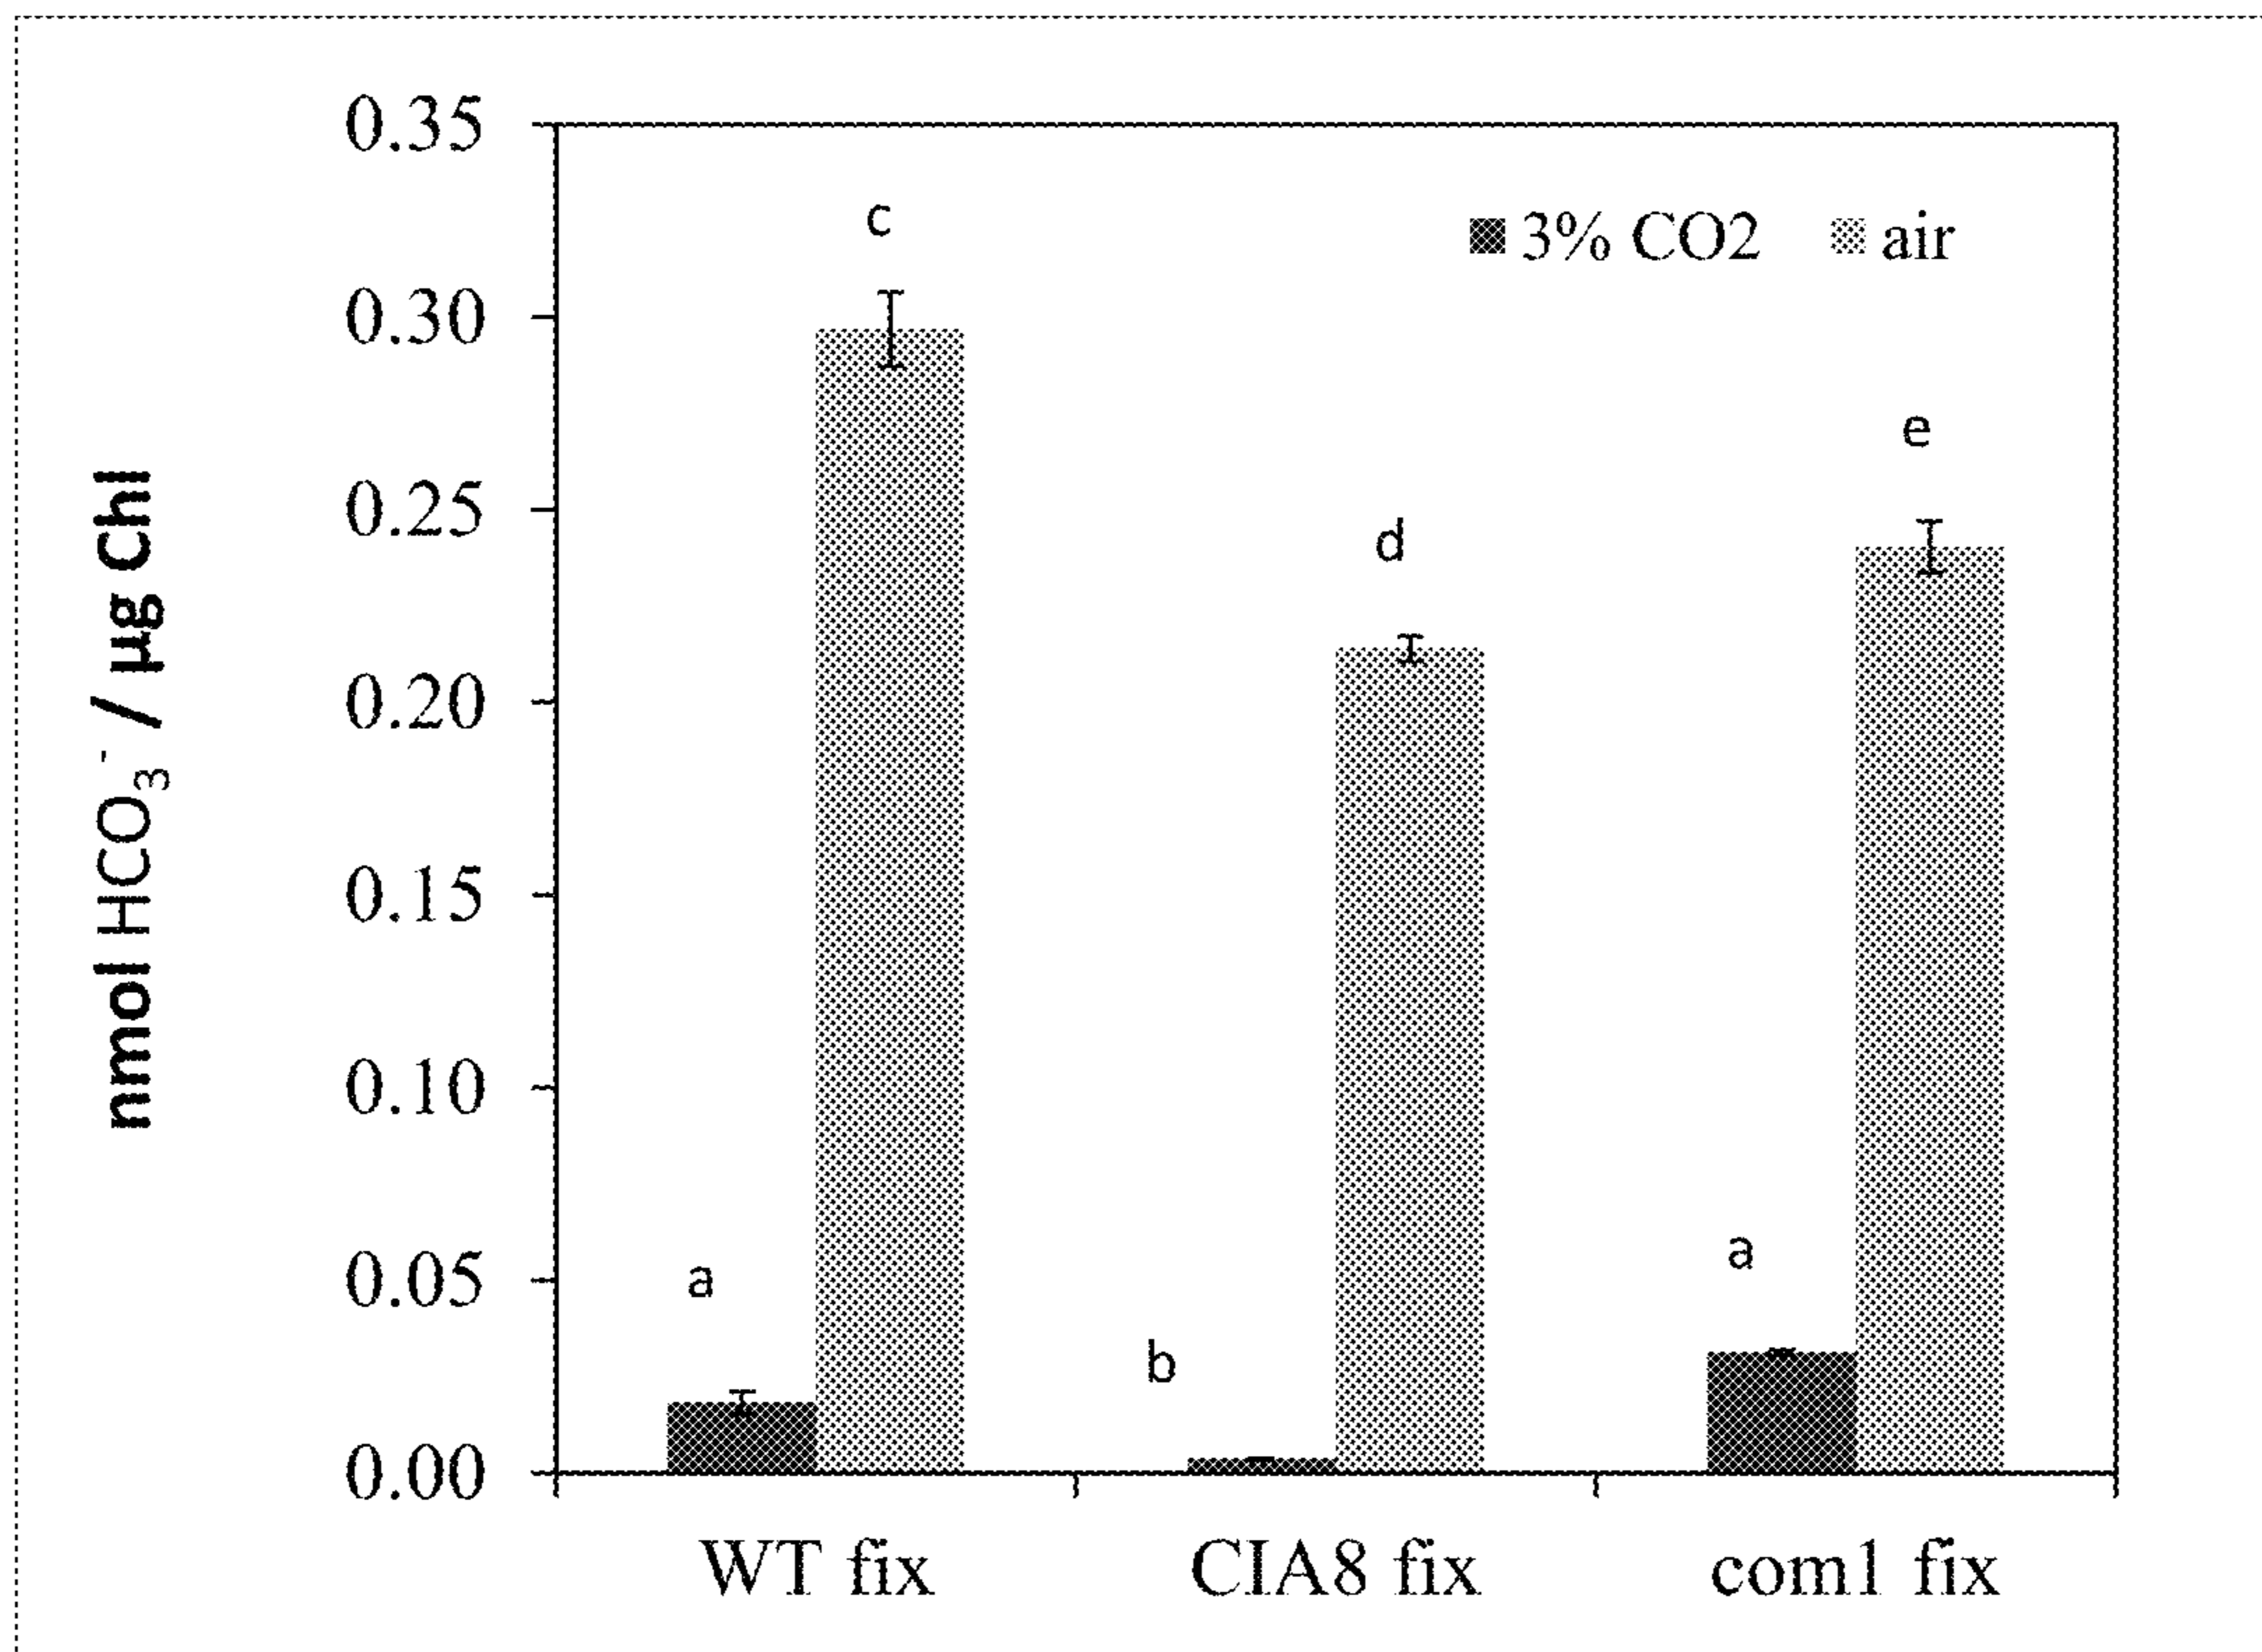 nmol HCO₃⁻ / µg Chl
0.35
0.30
0.25
0.20
0.15
0.10
0.05
0.00
3% CO2
air
c
e
d
a
a
b
WT fix
CIA8 fix
com1 fix